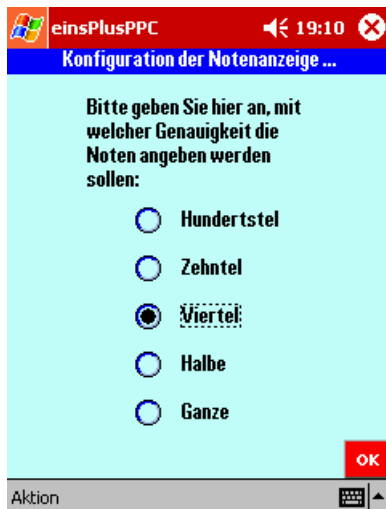 einsPlusPPC 19:10
Konfiguration der Notenanzeige ...
Bitte geben Sie hier an, mit
welcher Genauigkeit die
Noten angeben werden
sollen:
Hundertstel
Zehntel
Viertel
Halbe
Ganze
OK
Aktion